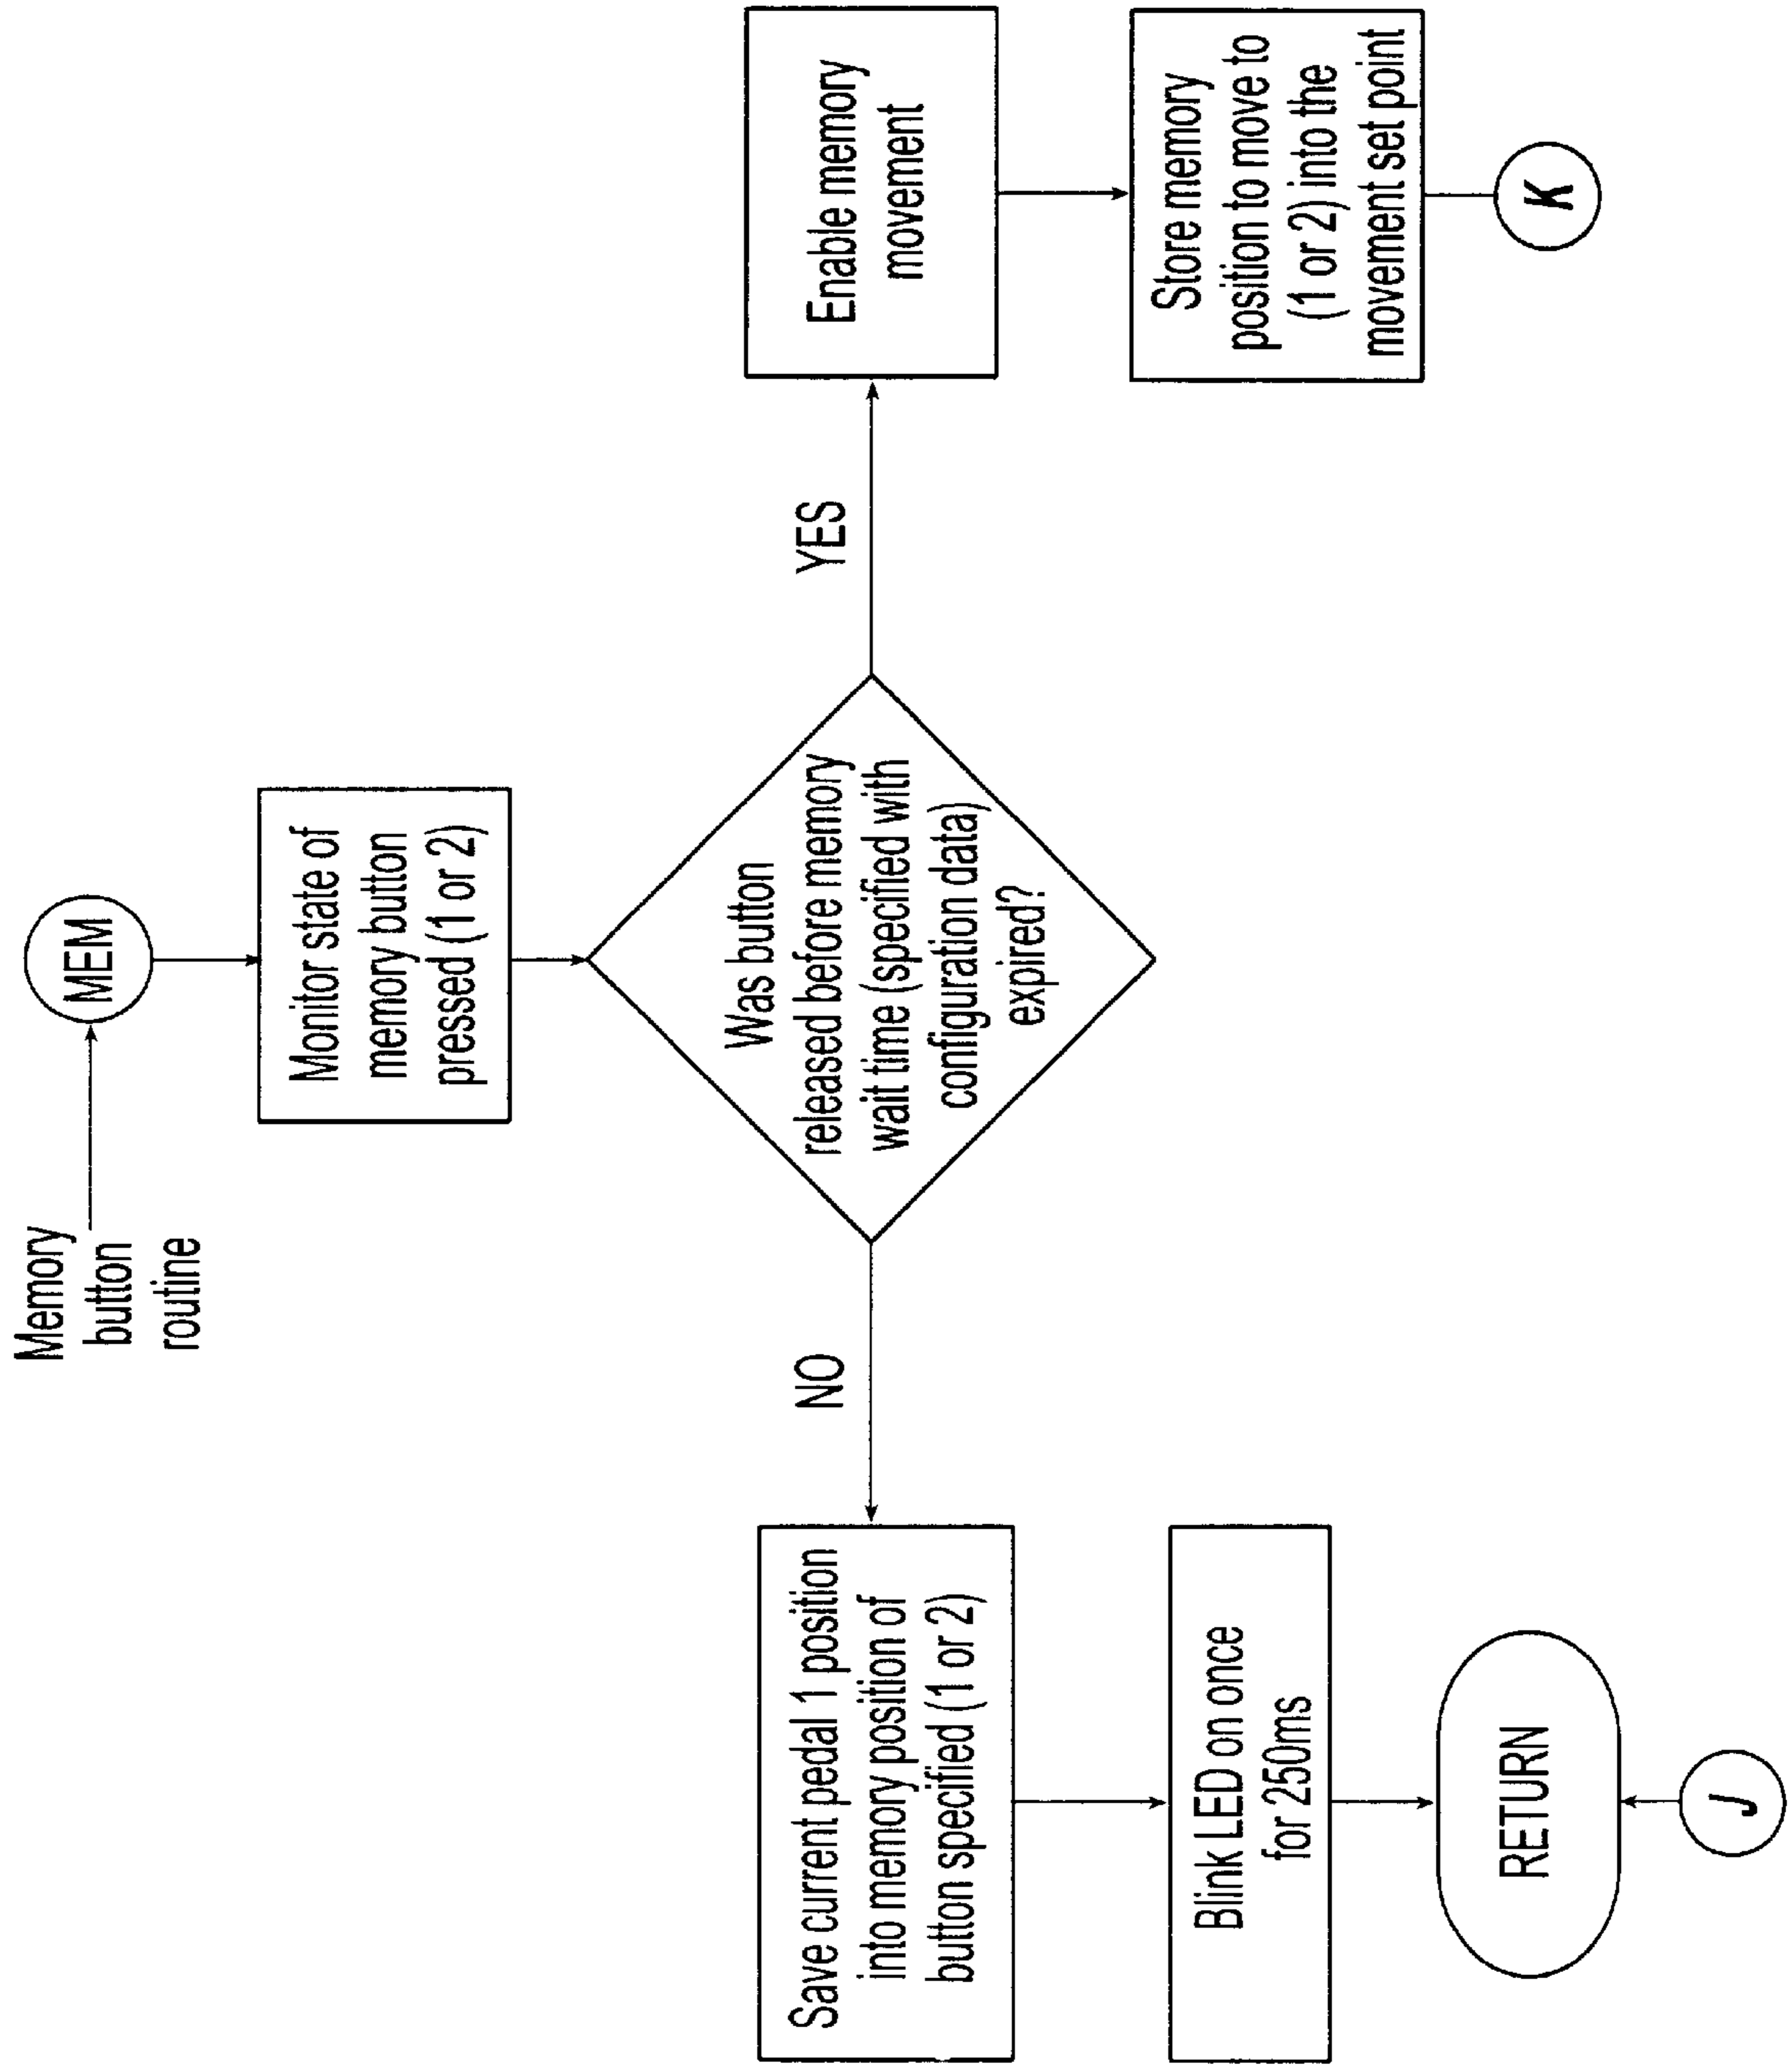 Memory
button
routine
MEM
Monitor state of
memory button
pressed (1 or 2)
Was button
released before memory
wait time (specified with
configuration data)
expired?
NO
YES
Save current pedal 1 position
into memory position of
button specified (1 or 2)
Blink LED on once
for 250ms
RETURN
J
Enable memory
movement
Store memory
position to move to
(1 or 2) into the
movement set point
K